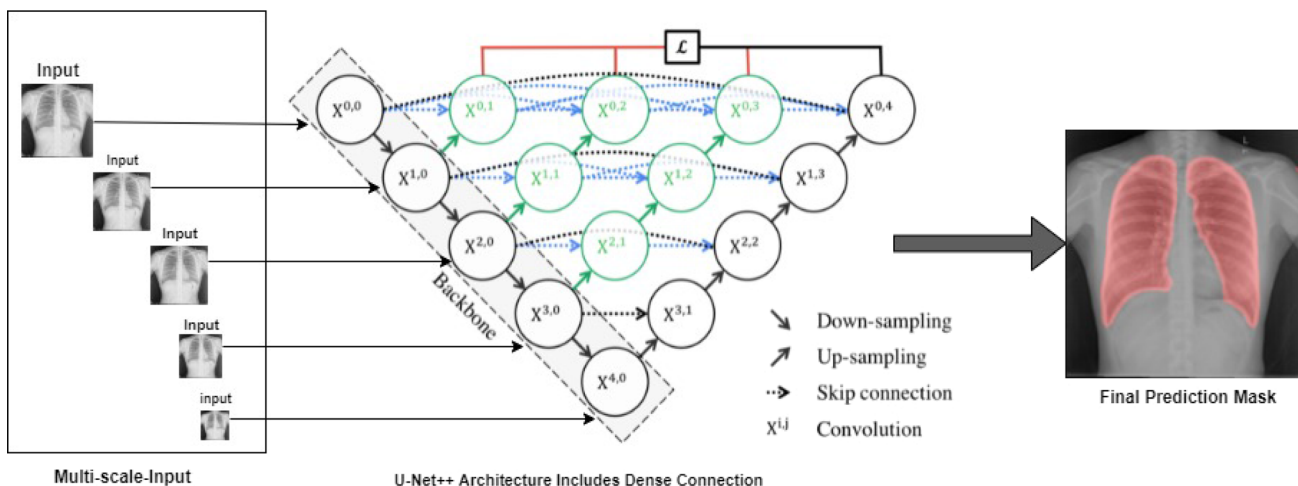 Input
Input
Input
Input
input
Multi-scale-Input
ℒ
X0,0
X0,1
X0,2
X0,3
X0,4
X1,0
X1,1
X1,2
X1,3
X2,0
X2,1
X2,2
X3,0
X3,1
X4,0
Backbone
Down-sampling
Up-sampling
Skip connection
Xi,j Convolution
U-Net++ Architecture Includes Dense Connection
L
Final Prediction Mask